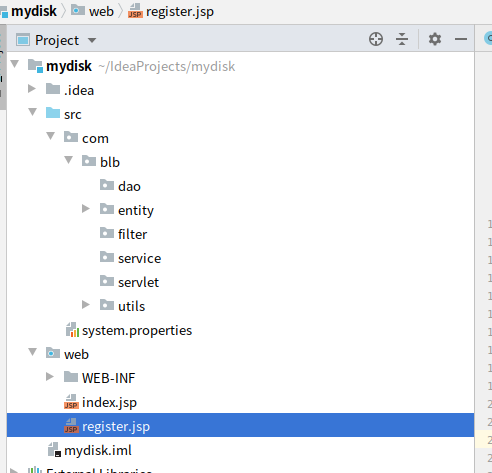 mydisk web register.jsp
Project
mydisk ~/IdeaProjects/mydisk
.idea
src
com
blb
dao
entity
filter
service
servlet
utils
system.properties
web
WEB-INF
index.jsp
register.jsp
mydisk.iml
External Libraries